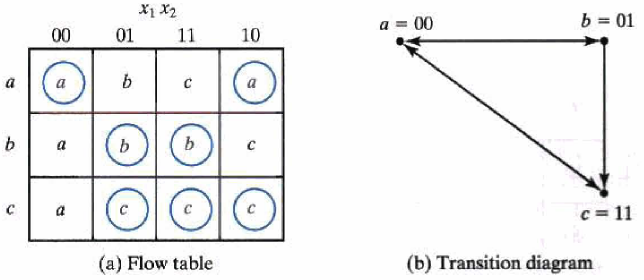 x1 x2
00 01 11 10
a a b c a
b a b b c
c a c c c
(a) Flow table
a = 00
b = 01
c = 11
(b) Transition diagram